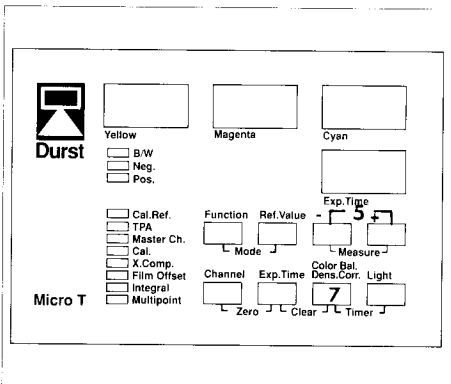 Durst
Yellow Magenta Cyan
B/W
Neg.
Pos.
Exp.Time
Cal.Ref.
TPA
Master Ch.
Cal.
X.Comp.
Film Offset
Integral
Multipoint
Function Ref.Value - 5 +
Mode Measure
Channel Exp.Time Color Bal. Dens.Corr. Light
7
Zero Clear Timer
Micro T